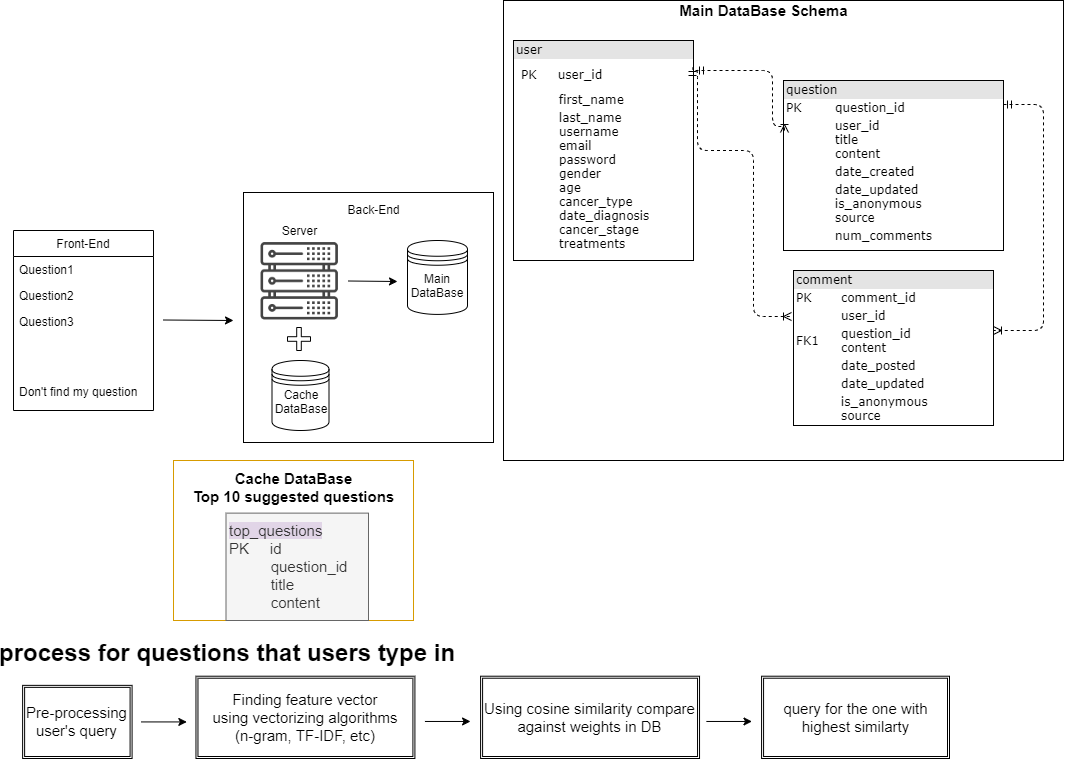 Main DataBase Schema
user
PK user_id
first_name
last_name
username
email
password
gender
age
cancer_type
date_diagnosis
cancer_stage
treatments
question
PK question_id
user_id
title
content
date_created
date_updated
is_anonymous
source
num_comments
comment
PK comment_id
user_id
question_id
FK1
content
date_posted
date_updated
is_anonymous
source
Front-End
Question1
Question2
Question3
Don't find my question
Back-End
Server
Main
DataBase
Cache
DataBase
Cache DataBase
Top 10 suggested questions
top_questions
PK id
question_id
title
content
process for questions that users type in
Pre-processing
user's query
Finding feature vector
using vectorizing algorithms
(n-gram, TF-IDF, etc)
Using cosine similarity compare
against weights in DB
query for the one with
highest similarty